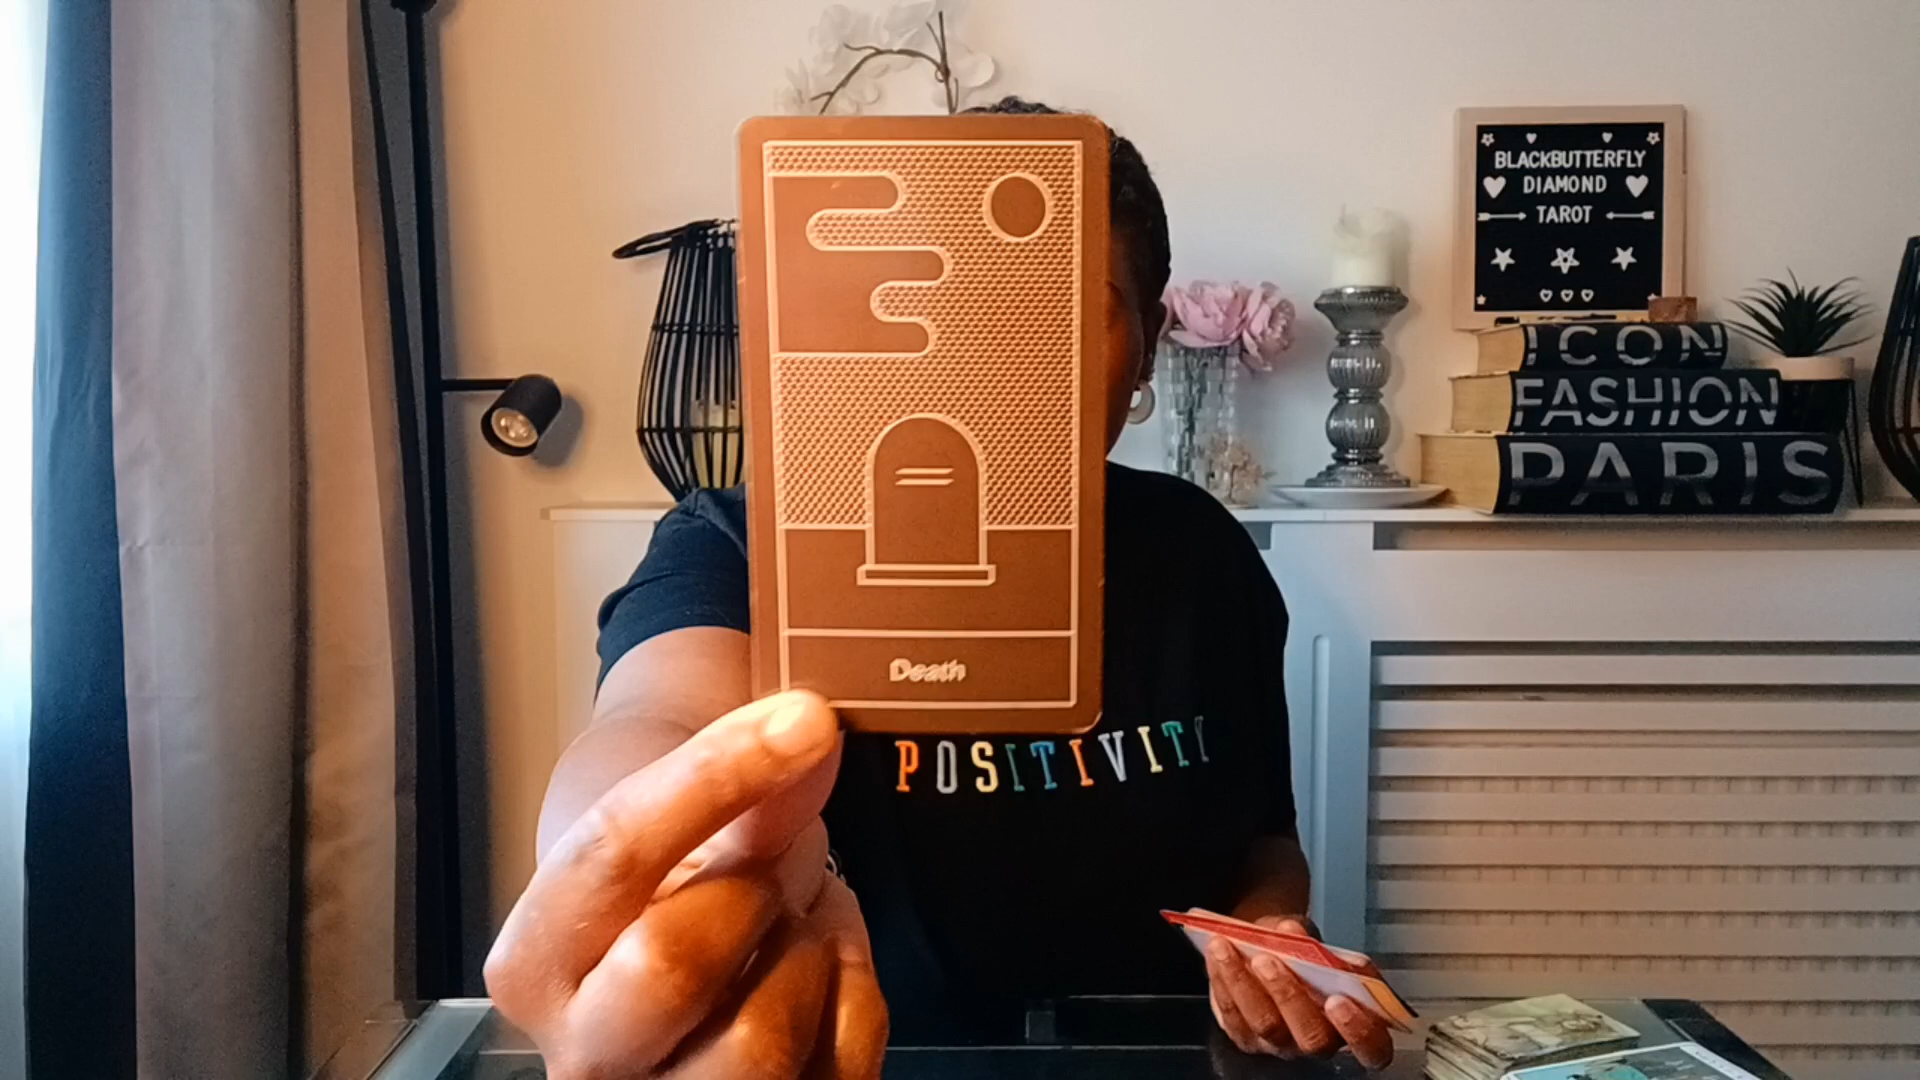 BLACKBUTTERFLY
DIAMOND
TAROT
ICON
FASHION
PARIS
Death
POSITIVITY